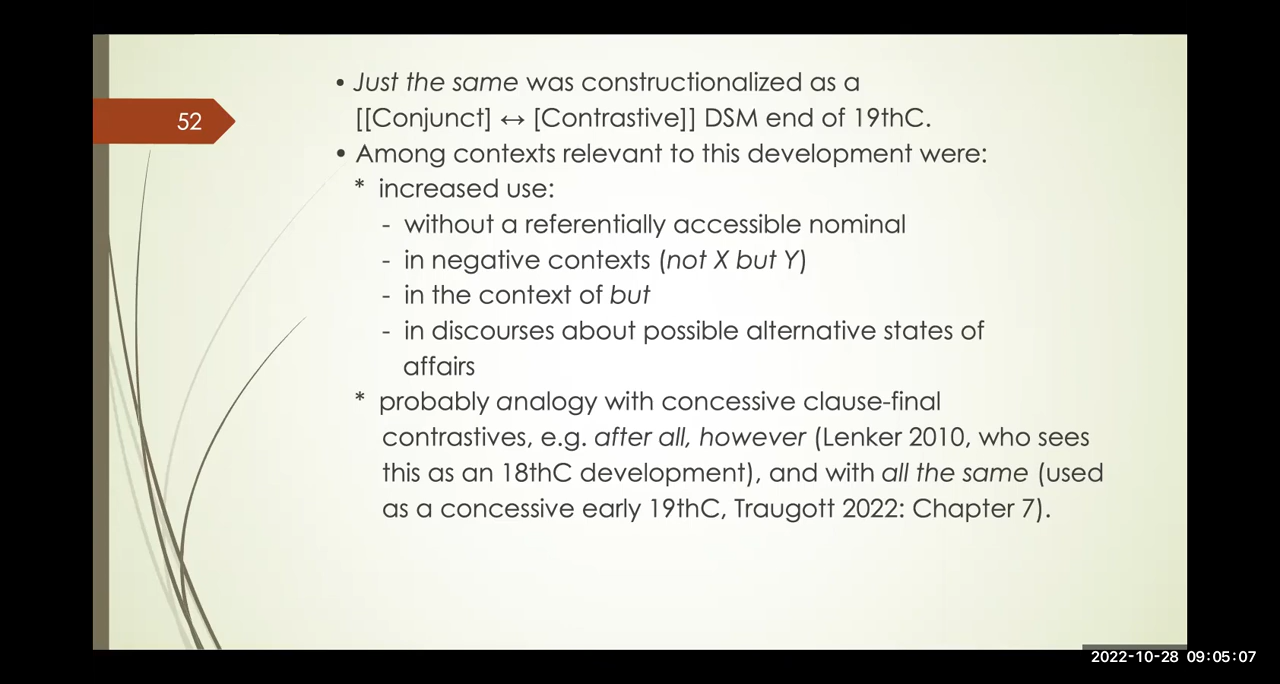 • Just the same was constructionalized as a
[[Conjunct] ↔ [Contrastive]] DSM end of 19thC.
52
• Among contexts relevant to this development were:
* increased use:
- without a referentially accessible nominal
- in negative contexts (not X but Y)
- in the context of but
- in discourses about possible alternative states of
affairs
* probably analogy with concessive clause-final
contrastives, e.g. after all, however (Lenker 2010, who sees
this as an 18thC development), and with all the same (used
as a concessive early 19thC, Traugott 2022: Chapter 7).
2022-10-28 09:05:07